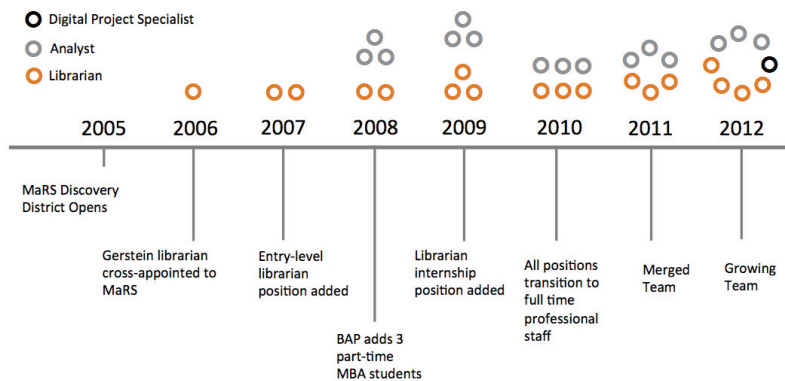 Digital Project Specialist
Analyst
Librarian
2005 2006 2007 2008 2009 2010 2011 2012
MaRS Discovery
District Opens
Gerstein librarian
cross-appointed to
MaRS
Entry-level
librarian
position added
BAP adds 3
part-time
MBA students
Librarian
internship
position added
All positions
transition to
full time
professional
staff
Merged
Team
Growing
Team